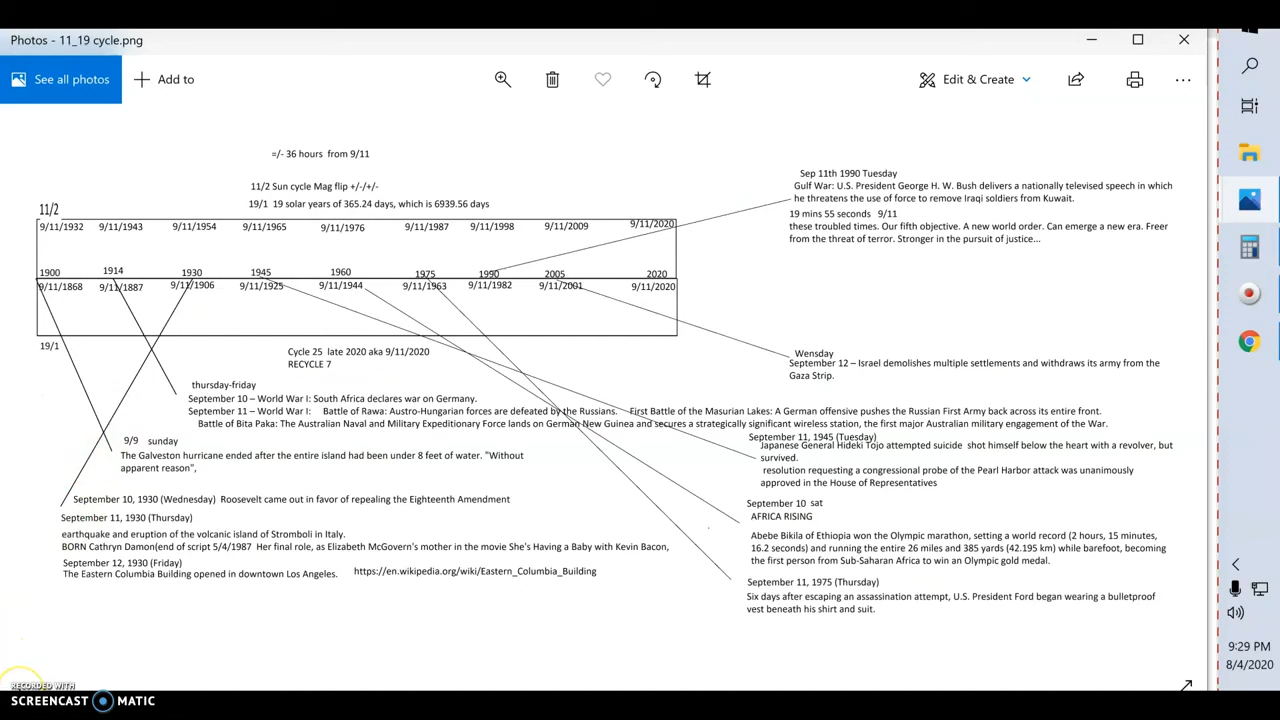 Photos - 11_19 cycle.png
See all photos
Add to
Edit & Create
=/- 36 hours from 9/11
11/2 Sun cycle Mag flip +/-/+/-
19/1 19 solar years of 365.24 days, which is 6939.56 days
11/2
9/11/1932 9/11/1943 9/11/1954 9/11/1965 9/11/1976 9/11/1987 9/11/1998 9/11/2009 9/11/2020
1900 1914 1930 1945 1960 1975 1990 2005 2020
9/11/1868 9/11/1887 9/11/1906 9/11/1925 9/11/1944 9/11/1963 9/11/1982 9/11/2001 9/11/2020
19/1
Cycle 25 late 2020 aka 9/11/2020
RECYCLE 7
Sep 11th 1990 Tuesday
Gulf War: U.S. President George H. W. Bush delivers a nationally televised speech in which
he threatens the use of force to remove Iraqi soldiers from Kuwait.
19 mins 55 seconds 9/11
these troubled times. Our fifth objective. A new world order. Can emerge a new era. Freer
from the threat of terror. Stronger in the pursuit of justice...
Wensday
September 12 – Israel demolishes multiple settlements and withdraws its army from the
Gaza Strip.
thursday-friday
September 10 – World War I: South Africa declares war on Germany.
September 11 – World War I: Battle of Rawa: Austro-Hungarian forces are defeated by the Russians. First Battle of the Masurian Lakes: A German offensive pushes the Russian First Army back across its entire front.
Battle of Bita Paka: The Australian Naval and Military Expeditionary Force lands on German New Guinea and secures a strategically significant wireless station, the first major Australian military engagement of the War.
9/9 sunday
The Galveston hurricane ended after the entire island had been under 8 feet of water. "Without
apparent reason",
September 10, 1930 (Wednesday) Roosevelt came out in favor of repealing the Eighteenth Amendment
September 11, 1930 (Thursday)
earthquake and eruption of the volcanic island of Stromboli in Italy.
BORN Cathryn Damon(end of script 5/4/1987 Her final role, as Elizabeth McGovern's mother in the movie She's Having a Baby with Kevin Bacon,
September 12, 1930 (Friday)
The Eastern Columbia Building opened in downtown Los Angeles. https://en.wikipedia.org/wiki/Eastern_Columbia_Building
September 11, 1945 (Tuesday)
Japanese General Hideki Tojo attempted suicide shot himself below the heart with a revolver, but
survived.
resolution requesting a congressional probe of the Pearl Harbor attack was unanimously
approved in the House of Representatives
September 10 sat
AFRICA RISING
Abebe Bikila of Ethiopia won the Olympic marathon, setting a world record (2 hours, 15 minutes,
16.2 seconds) and running the entire 26 miles and 385 yards (42.195 km) while barefoot, becoming
the first person from Sub-Saharan Africa to win an Olympic gold medal.
September 11, 1975 (Thursday)
Six days after escaping an assassination attempt, U.S. President Ford began wearing a bulletproof
vest beneath his shirt and suit.
9:29 PM
8/4/2020
RECORDED WITH
SCREENCAST MATIC